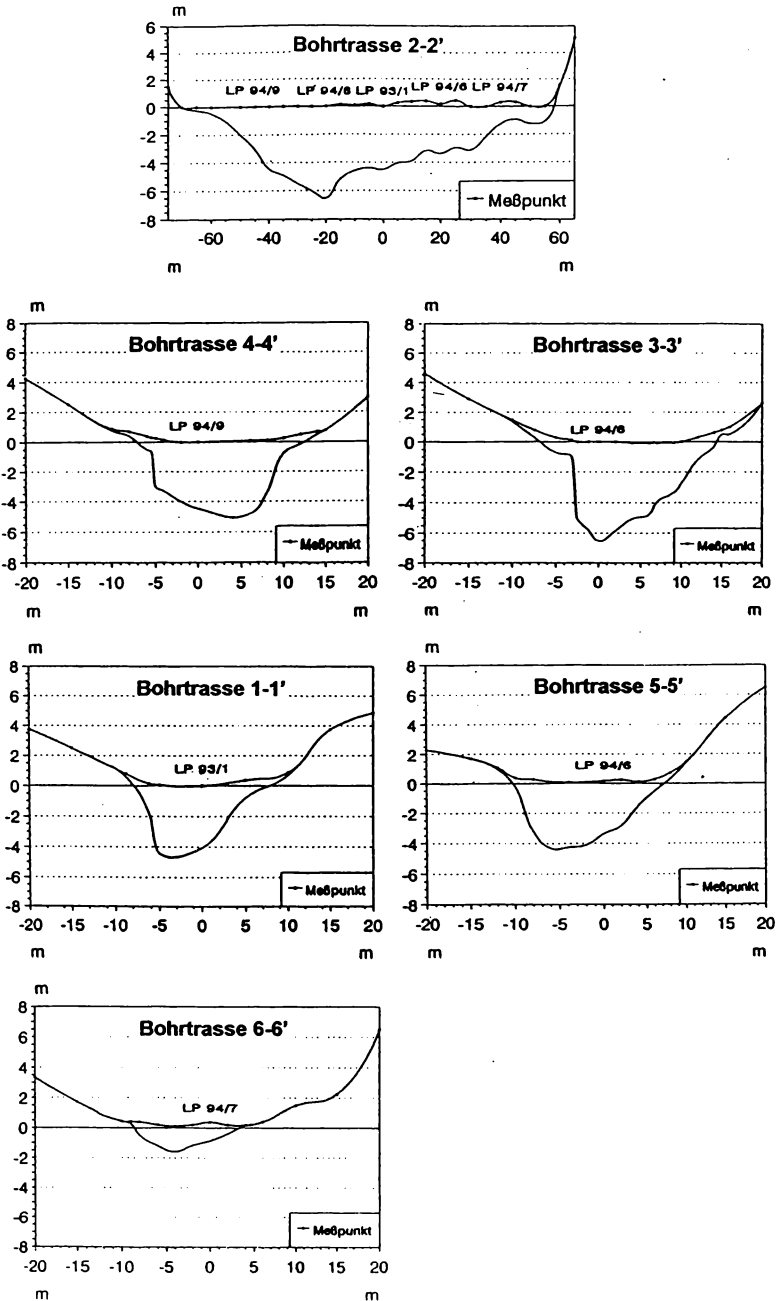 m
Bohrtrasse 2-2'
6
4
2
0
-2
-4
-6
-8
LP 94/9 LP 94/8 LP 93/1 LP 94/6 LP 94/7
Meßpunkt
-60 -40 -20 0 20 40 60
m m
m
Bohrtrasse 4-4'
8
6
4
2
0
-2
-4
-6
-8
LP 94/9
Meßpunkt
-20 -15 -10 -5 0 5 10 15 20
m m
m
Bohrtrasse 3-3'
8
6
4
2
0
-2
-4
-6
-8
LP 94/8
Meßpunkt
-20 -15 -10 -5 0 5 10 15 20
m m
m
Bohrtrasse 1-1'
8
6
4
2
0
-2
-4
-6
-8
LP 93/1
Meßpunkt
-20 -15 -10 -5 0 5 10 15 20
m m
m
Bohrtrasse 5-5'
8
6
4
2
0
-2
-4
-6
-8
LP 94/6
Meßpunkt
-20 -15 -10 -5 0 5 10 15 20
m m
m
Bohrtrasse 6-6'
8
6
4
2
0
-2
-4
-6
-8
LP 94/7
Meßpunkt
-20 -15 -10 -5 0 5 10 15 20
m m